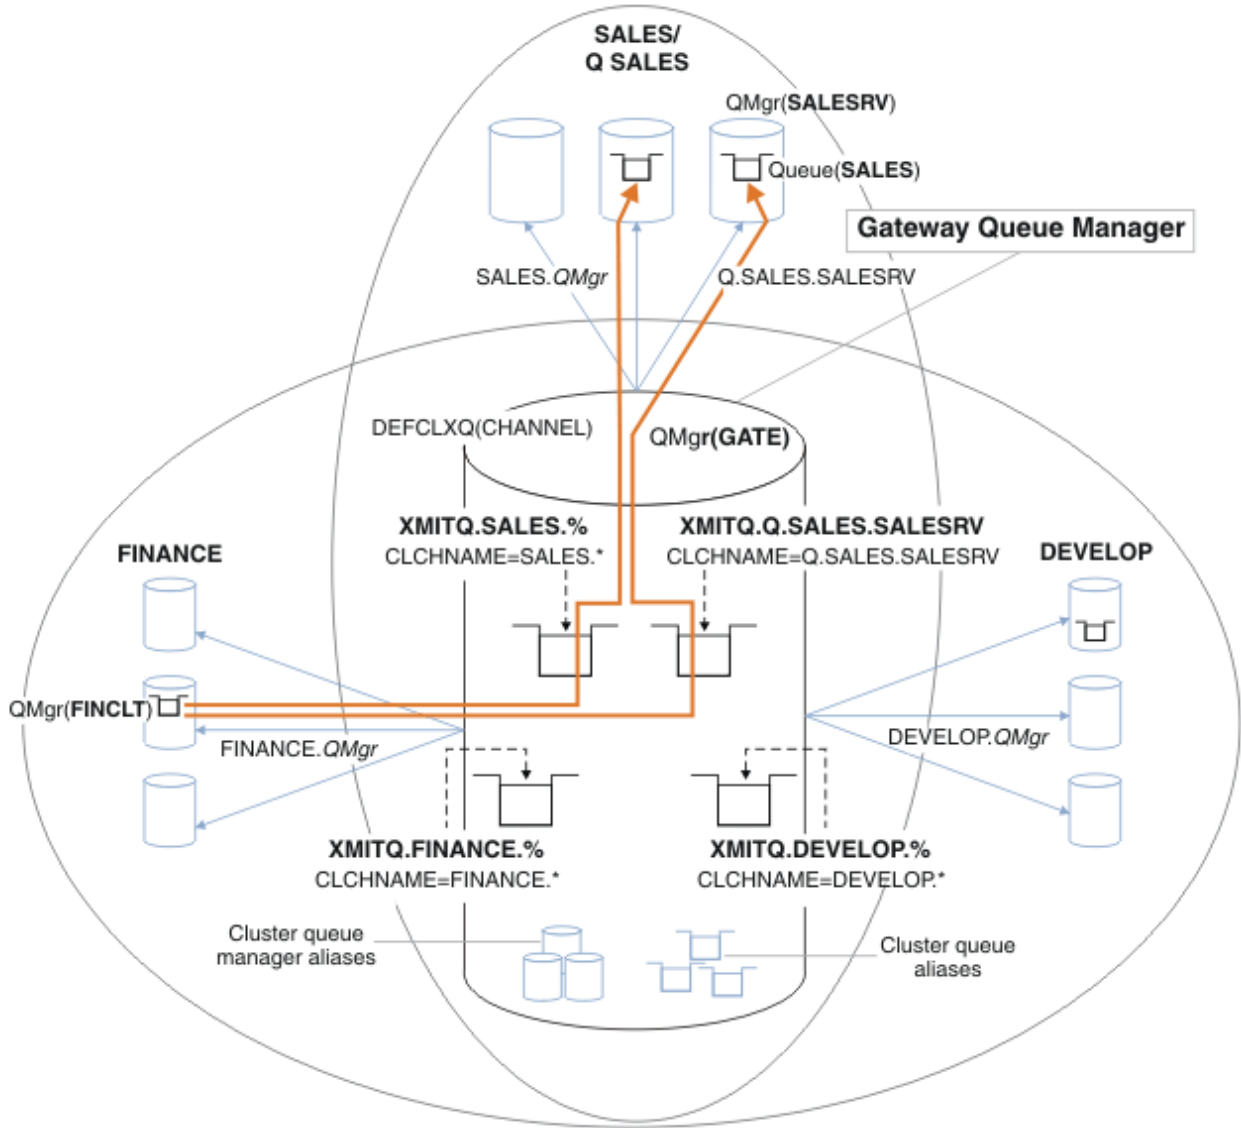 SALES/
Q SALES
QMgr(SALESRV)
Queue(SALES)
Gateway Queue Manager
SALES.QMgr
Q.SALES.SALESRV
DEFCLXQ(CHANNEL)
QMgr(GATE)
XMITQ.SALES.%
CLCHNAME=SALES.*
XMITQ.Q.SALES.SALESRV
CLCHNAME=Q.SALES.SALESRV
FINANCE
DEVELOP
QMgr(FINCLT)
FINANCE.QMgr
DEVELOP.QMgr
XMITQ.FINANCE.%
CLCHNAME=FINANCE.*
XMITQ.DEVELOP.%
CLCHNAME=DEVELOP.*
Cluster queue
manager aliases
Cluster queue
aliases